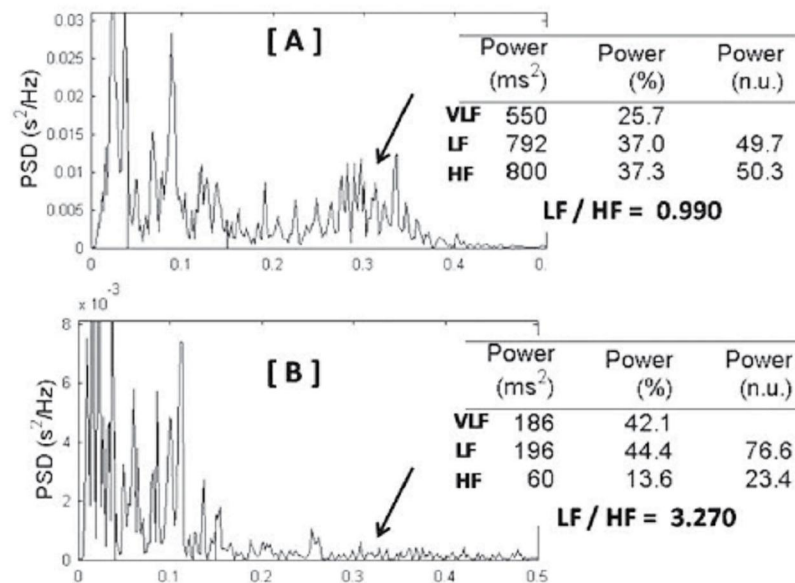 [ A ]
PSD (s²/Hz)
0.03
0.025
0.02
0.015
0.01
0.005
0
0 0.1 0.2 0.3 0.4 0.
Power Power Power
(ms²) (%) (n.u.)
VLF 550 25.7
LF 792 37.0 49.7
HF 800 37.3 50.3
LF / HF = 0.990
x 10⁻³
[ B ]
PSD (s²/Hz)
8
6
4
2
0
0 0.1 0.2 0.3 0.4 0.5
Power Power Power
(ms²) (%) (n.u.)
VLF 186 42.1
LF 196 44.4 76.6
HF 60 13.6 23.4
LF / HF = 3.270